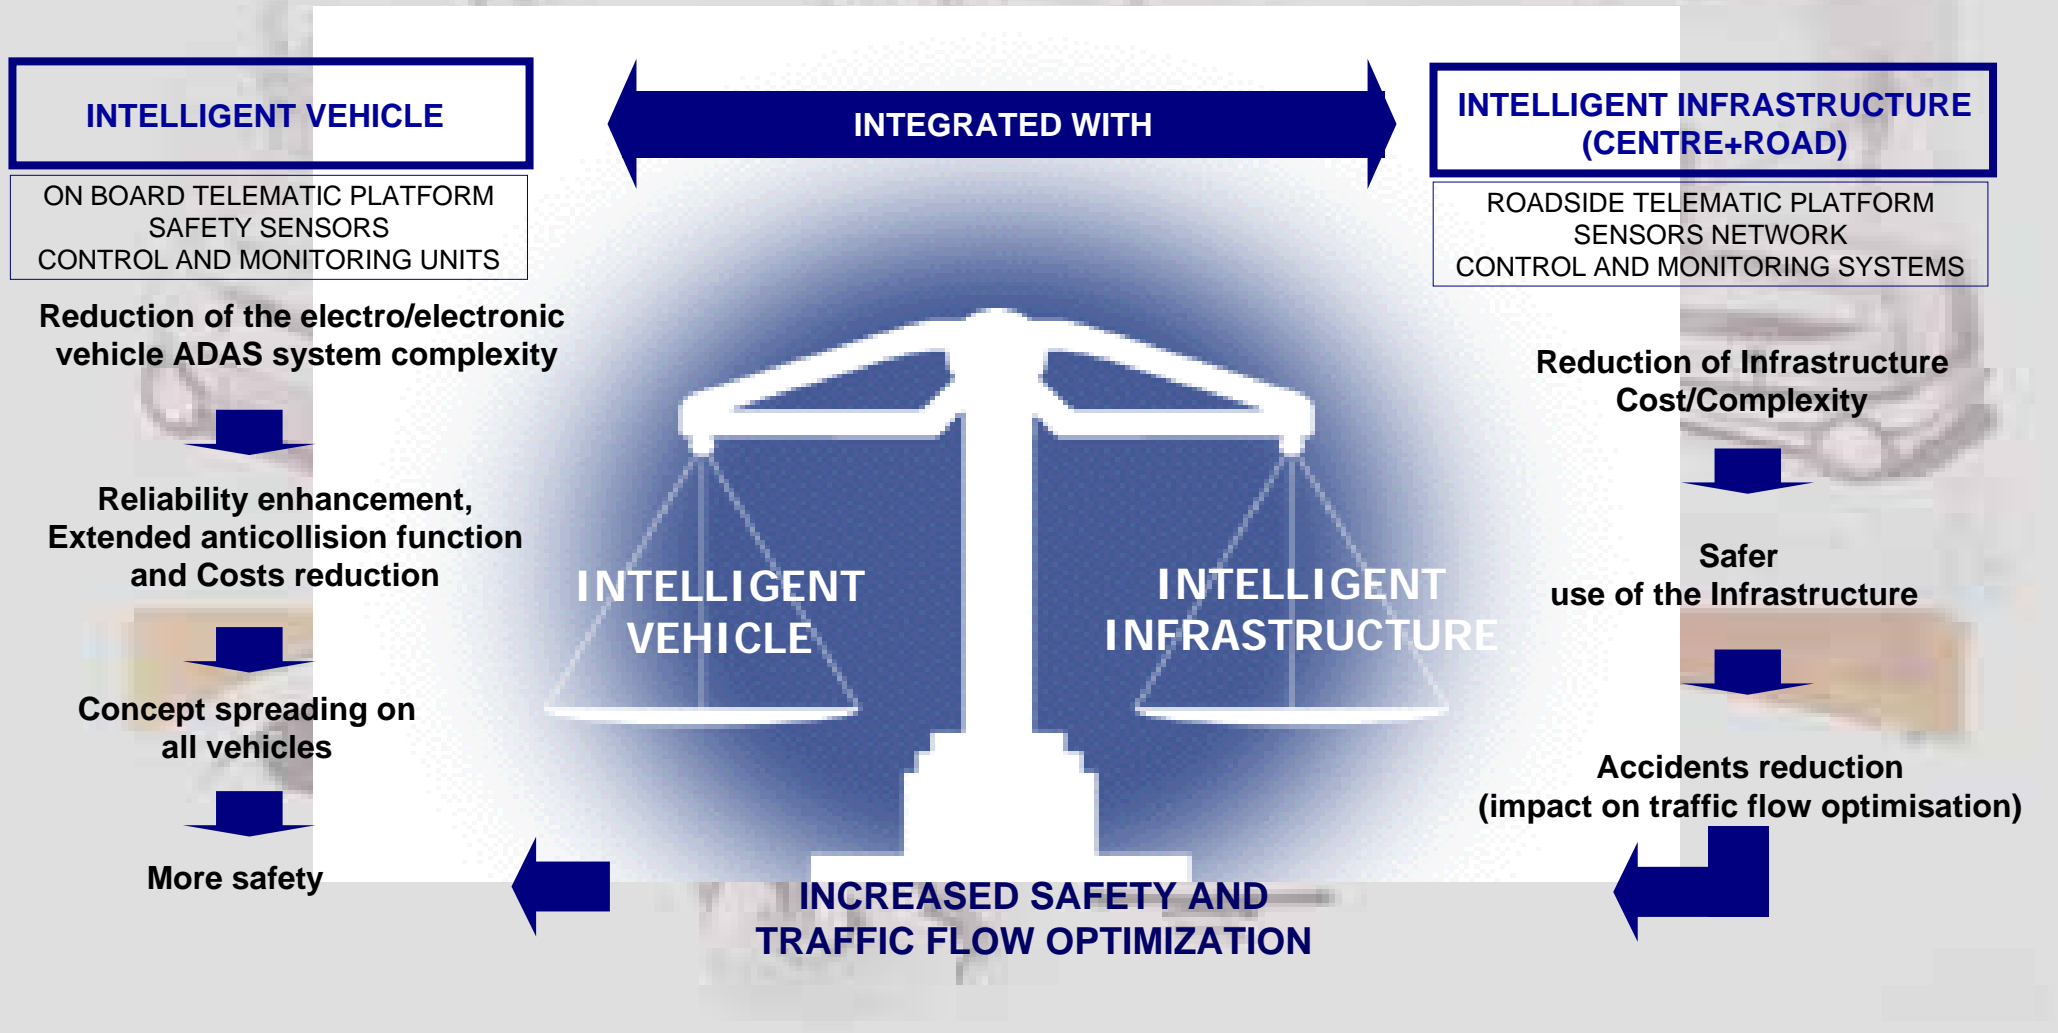 INTELLIGENT VEHICLE
ON BOARD TELEMATIC PLATFORM
SAFETY SENSORS
CONTROL AND MONITORING UNITS
Reduction of the electro/electronic
vehicle ADAS system complexity
Reliability enhancement,
Extended anticollision function
and Costs reduction
Concept spreading on
all vehicles
More safety
INTEGRATED WITH
INTELLIGENT
VEHICLE
INTELLIGENT
INFRASTRUCTURE
INCREASED SAFETY AND
TRAFFIC FLOW OPTIMIZATION
INTELLIGENT INFRASTRUCTURE
(CENTRE+ROAD)
ROADSIDE TELEMATIC PLATFORM
SENSORS NETWORK
CONTROL AND MONITORING SYSTEMS
Reduction of Infrastructure
Cost/Complexity
Safer
use of the Infrastructure
Accidents reduction
(impact on traffic flow optimisation)